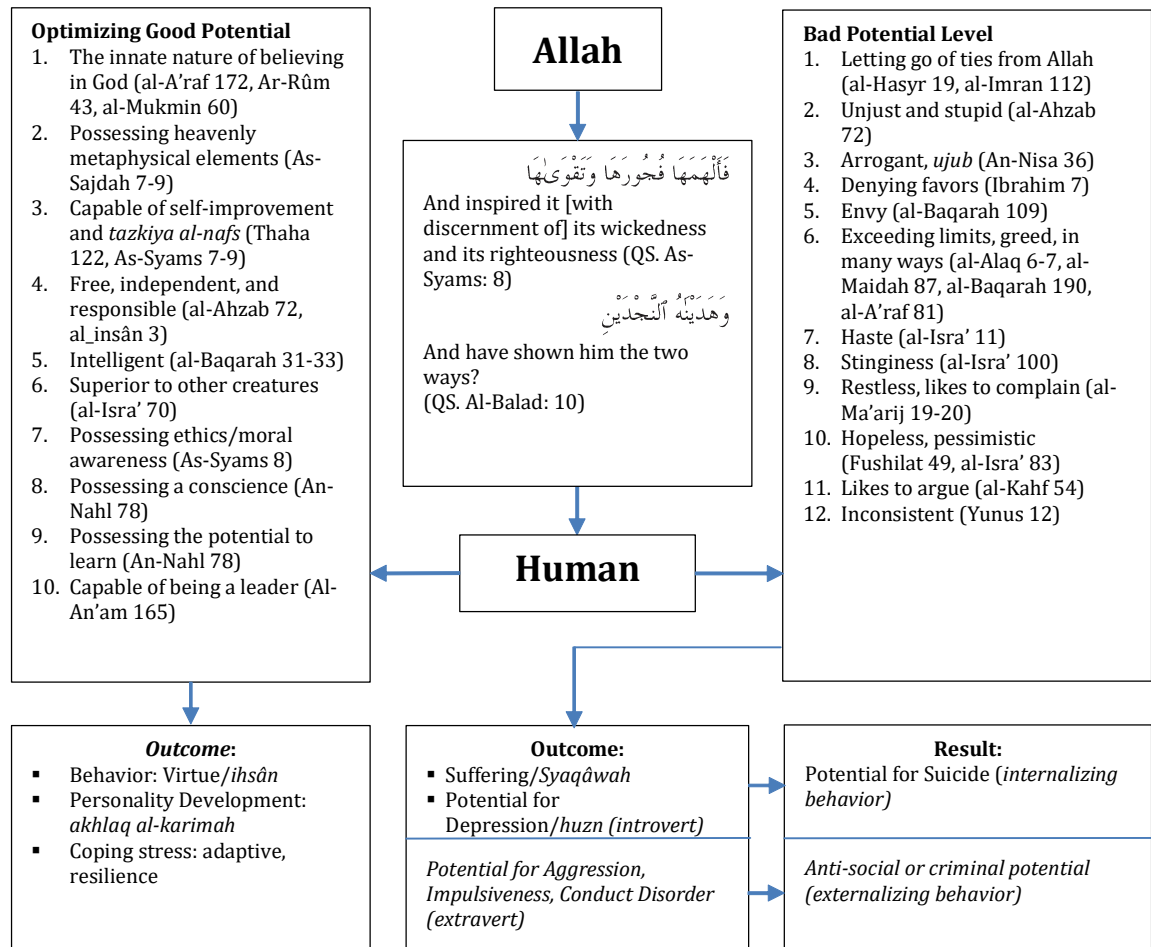 Optimizing Good Potential
1. The innate nature of believing
in God (al-A’raf 172, Ar-Rûm
43, al-Mukmin 60)
2. Possessing heavenly
metaphysical elements (As-
Sajdah 7-9)
3. Capable of self-improvement
and tazkiya al-nafs (Thaha
122, As-Syams 7-9)
4. Free, independent, and
responsible (al-Ahzab 72,
al_insân 3)
5. Intelligent (al-Baqarah 31-33)
6. Superior to other creatures
(al-Isra’ 70)
7. Possessing ethics/moral
awareness (As-Syams 8)
8. Possessing a conscience (An-
Nahl 78)
9. Possessing the potential to
learn (An-Nahl 78)
10. Capable of being a leader (Al-
An’am 165)
Allah
فَأَلْهَمَهَا فُجُورَهَا وَتَقْوَىٰهَا
And inspired it [with
discernment of] its wickedness
and its righteousness (QS. As-
Syams: 8)
وَهَدَيْنَٰهُ ٱلنَّجْدَيْنِ
And have shown him the two
ways?
(QS. Al-Balad: 10)
Human
Bad Potential Level
1. Letting go of ties from Allah
(al-Hasyr 19, al-Imran 112)
2. Unjust and stupid (al-Ahzab
72)
3. Arrogant, ujub (An-Nisa 36)
4. Denying favors (Ibrahim 7)
5. Envy (al-Baqarah 109)
6. Exceeding limits, greed, in
many ways (al-Alaq 6-7, al-
Maidah 87, al-Baqarah 190,
al-A’raf 81)
7. Haste (al-Isra’ 11)
8. Stinginess (al-Isra’ 100)
9. Restless, likes to complain (al-
Ma’arij 19-20)
10. Hopeless, pessimistic
(Fushilat 49, al-Isra’ 83)
11. Likes to argue (al-Kahf 54)
12. Inconsistent (Yunus 12)
Outcome:
▪ Behavior: Virtue/ihsân
▪ Personality Development:
akhlaq al-karimah
▪ Coping stress: adaptive,
resilience
Outcome:
▪ Suffering/Syaqâwah
▪ Potential for
Depression/huzn (introvert)
Potential for Aggression,
Impulsiveness, Conduct Disorder
(extravert)
Result:
Potential for Suicide (internalizing
behavior)
Anti-social or criminal potential
(externalizing behavior)